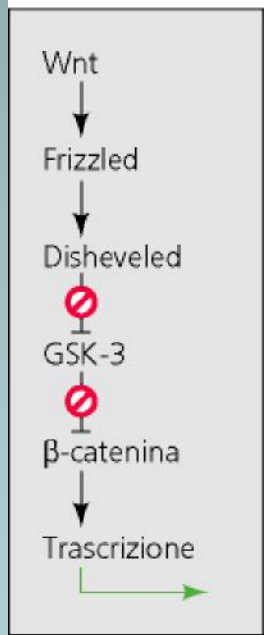 Wnt
Frizzled
Disheveled
GSK-3
β-catenina
Trascrizione